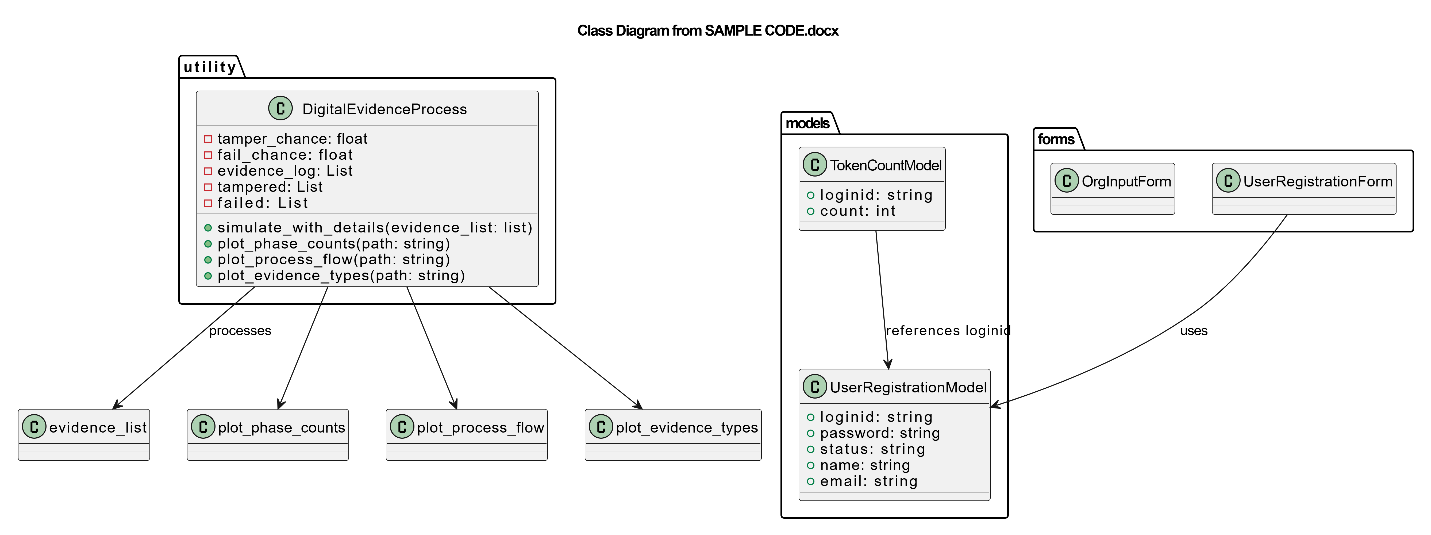 Class Diagram from SAMPLE CODE.docx
utility
C DigitalEvidenceProcess
tamper_chance: float
fail_chance: float
evidence_log: List
tampered: List
failed: List
simulate_with_details(evidence_list: list)
plot_phase_counts(path: string)
plot_process_flow(path: string)
plot_evidence_types(path: string)
processes
C evidence_list
C plot_phase_counts
C plot_process_flow
C plot_evidence_types
models
C TokenCountModel
loginid: string
count: int
references loginid
C UserRegistrationModel
loginid: string
password: string
status: string
name: string
email: string
forms
C OrgInputForm
C UserRegistrationForm
uses